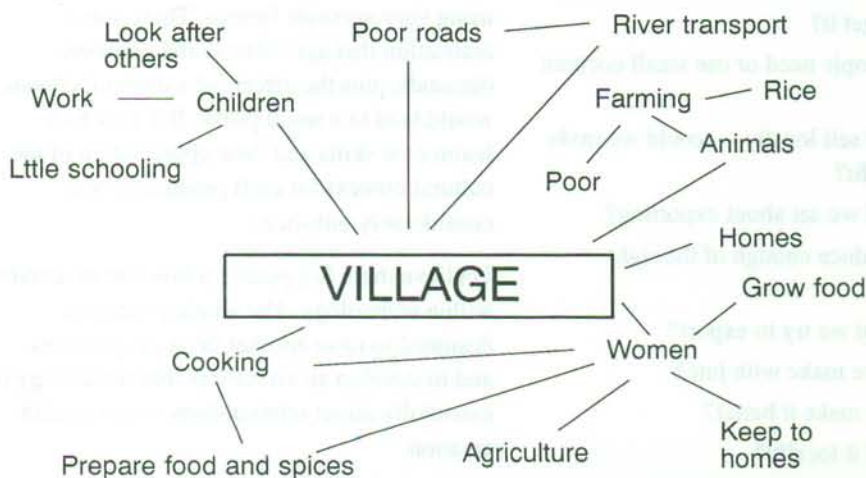 Look after
others
Poor roads
River transport
Work
Children
Farming
Rice
Lttle schooling
Poor
Animals
Homes
VILLAGE
Grow food
Cooking
Women
Prepare food and spices
Agriculture
Keep to
homes